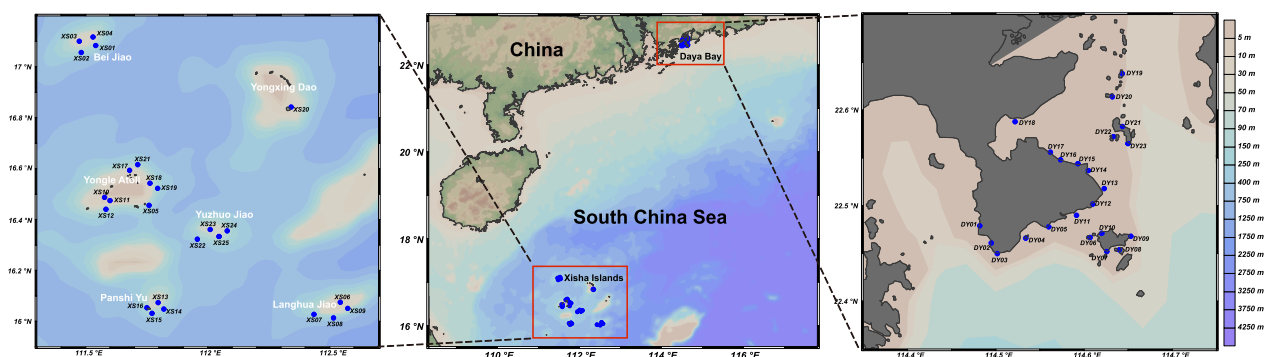 XS03
XS04
XS01
XS02
Bei Jiao
17 °N
Yongxing Dao
XS20
16.8 °N
XS21
XS17
16.6 °N
XS18
Yongle Atoll
XS19
XS10
XS11
XS05
XS12
16.4 °N
Yuzhuo Jiao
XS23
XS24
XS22
XS25
16.2 °N
Panshi Yu
XS13
XS16
XS14
XS15
Langhua Jiao
XS06
XS09
XS07
XS08
16 °N
111.5 °E
112 °E
112.5 °E
China
Daya Bay
22 °N
20 °N
South China Sea
18 °N
Xisha Islands
16 °N
110 °E
112 °E
114 °E
116 °E
DY19
DY20
22.6 °N
DY18
DY21
DY22
DY23
DY17
DY16
DY15
DY14
DY13
DY12
22.5 °N
DY11
DY01
DY05
DY10
DY09
DY04
DY06
DY02
DY08
DY03
DY07
22.4 °N
114.4 °E
114.5 °E
114.6 °E
114.7 °E
5 m
10 m
30 m
50 m
70 m
90 m
150 m
250 m
400 m
750 m
1250 m
1750 m
2250 m
2750 m
3250 m
3750 m
4250 m